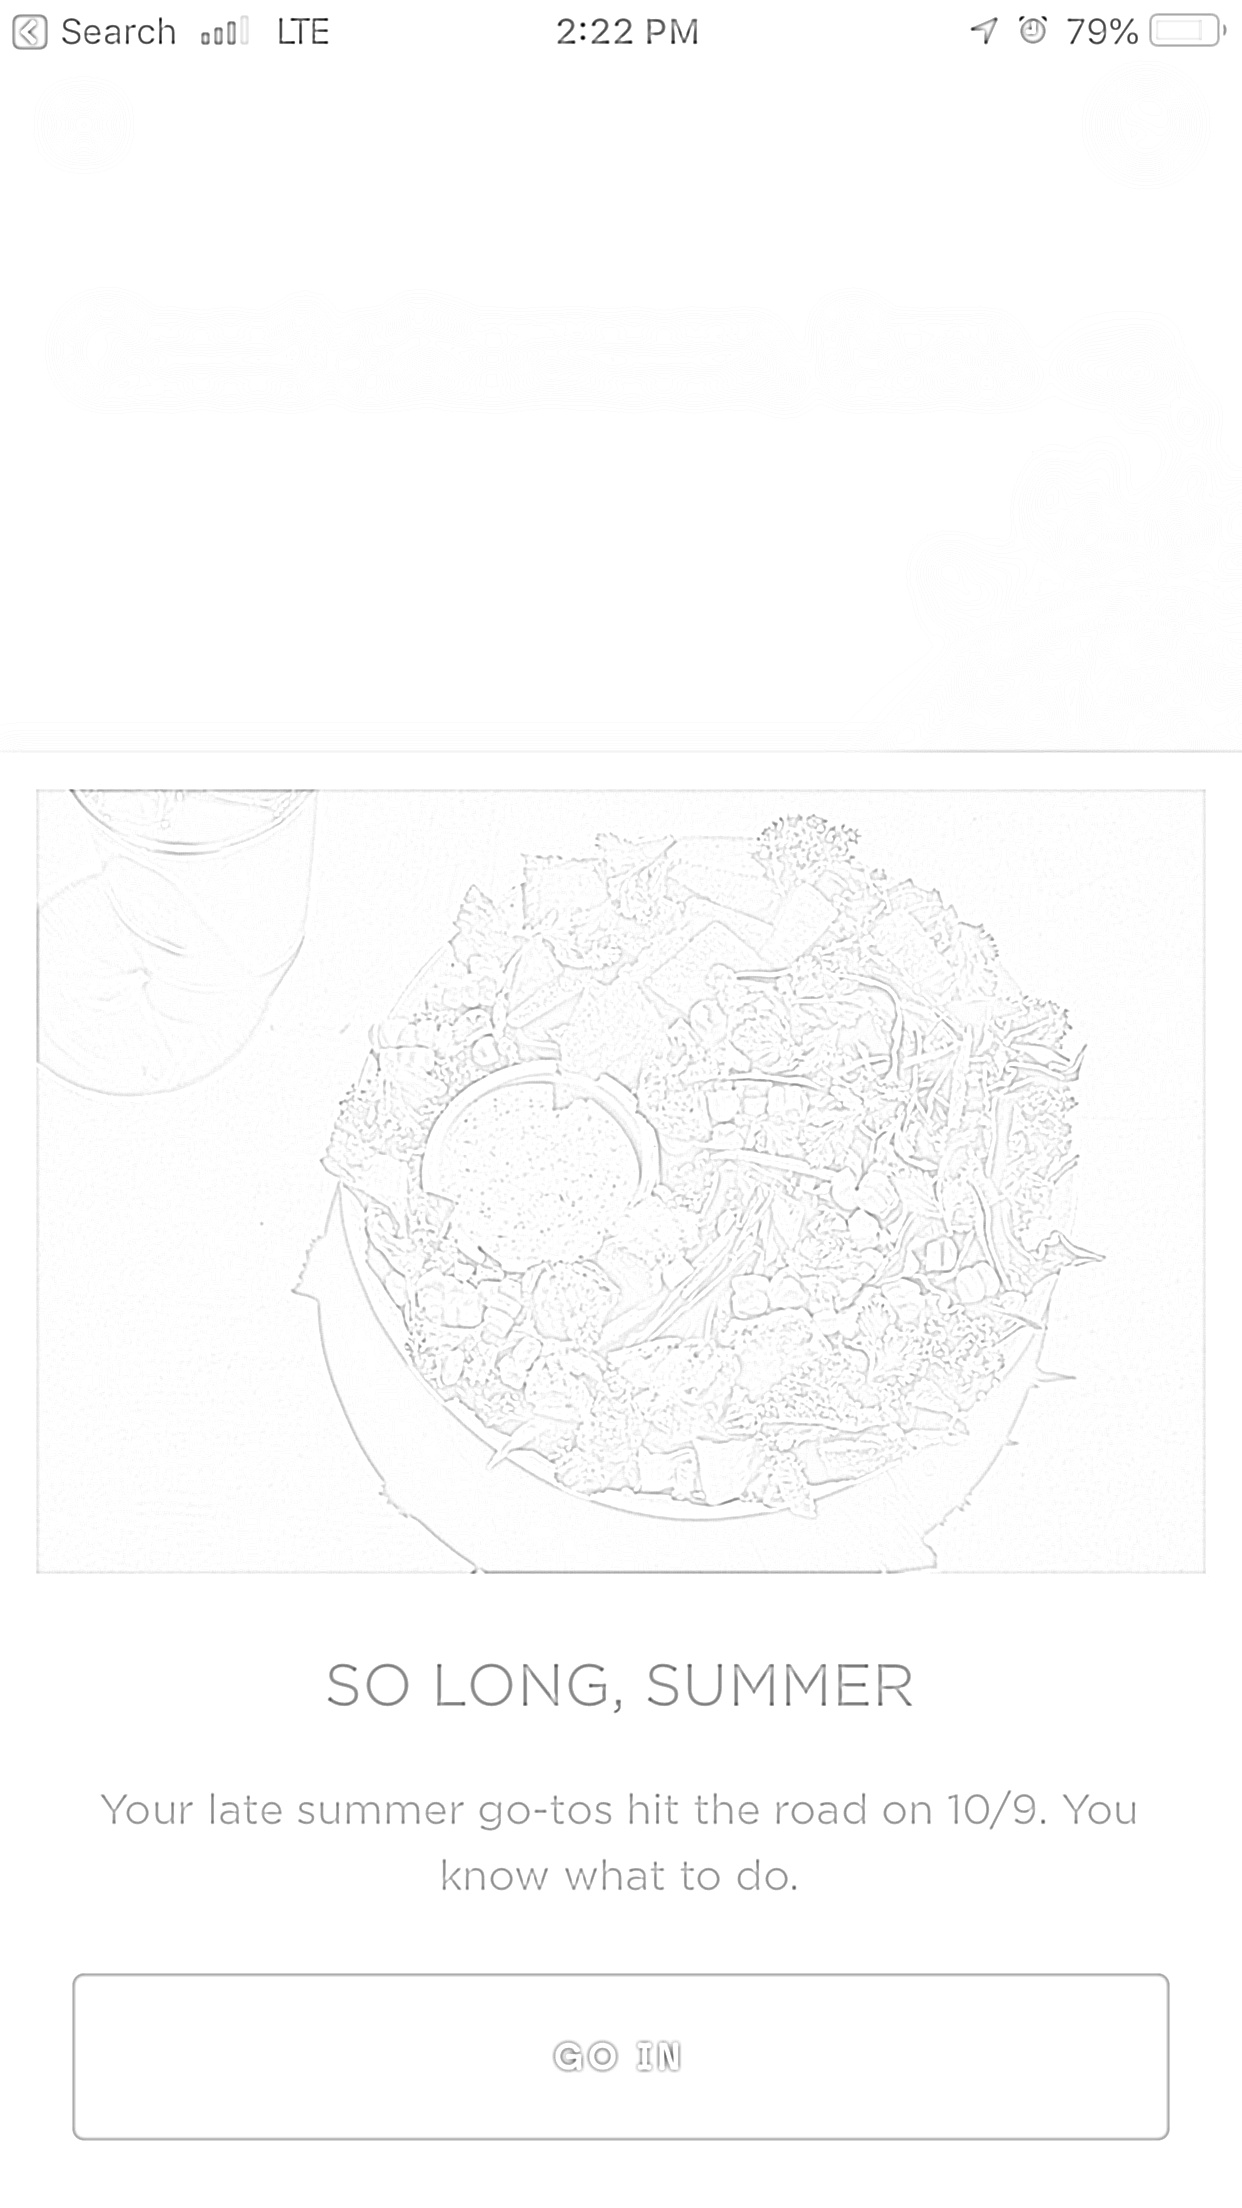 Search LTE 2:22 PM 79%
SO LONG, SUMMER
Your late summer go-tos hit the road on 10/9. You
know what to do.
GO IN